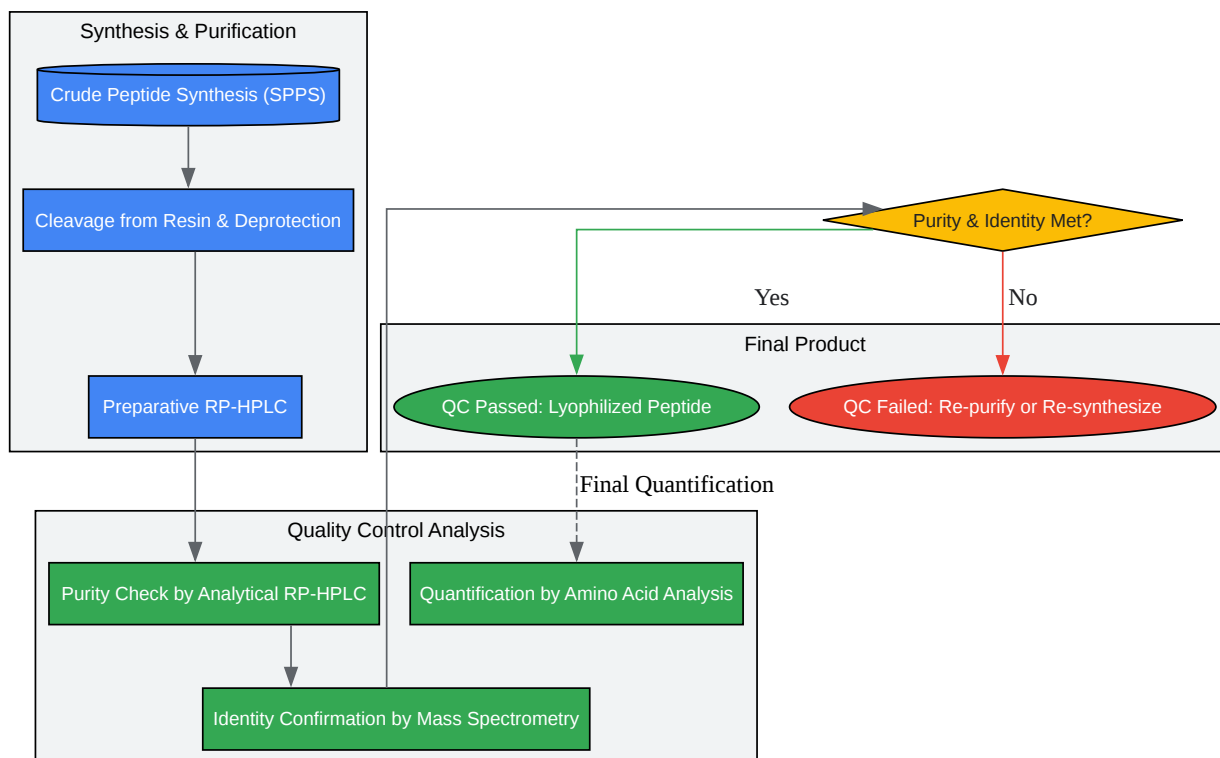 Synthesis & Purification
Crude Peptide Synthesis (SPPS)
Cleavage from Resin & Deprotection
Preparative RP-HPLC
Purity & Identity Met?
Yes
No
Final Product
QC Passed: Lyophilized Peptide
QC Failed: Re-purify or Re-synthesize
Final Quantification
Quality Control Analysis
Purity Check by Analytical RP-HPLC
Quantification by Amino Acid Analysis
Identity Confirmation by Mass Spectrometry